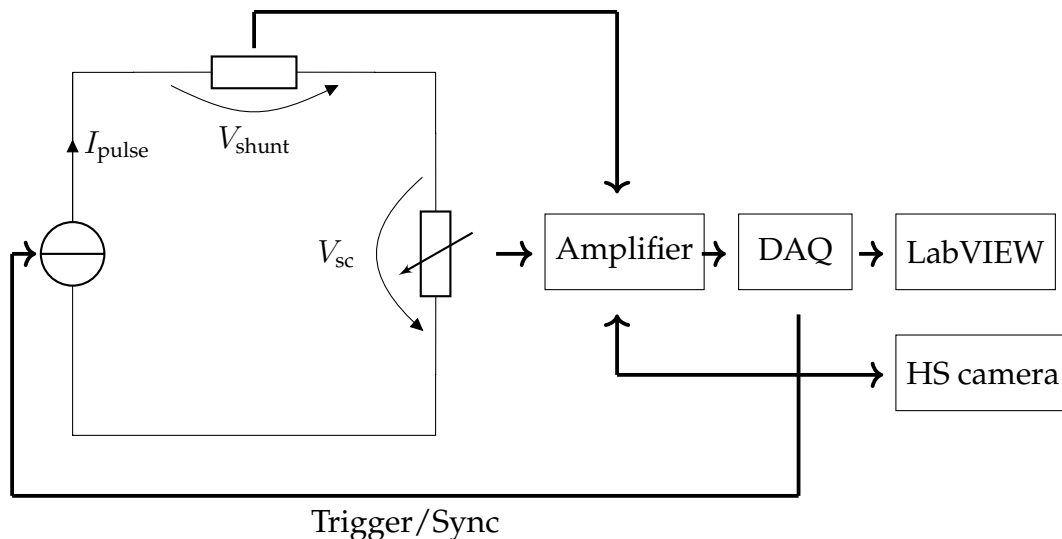 V_shunt
I_pulse
V_sc
Amplifier
DAQ
LabVIEW
HS camera
Trigger/Sync